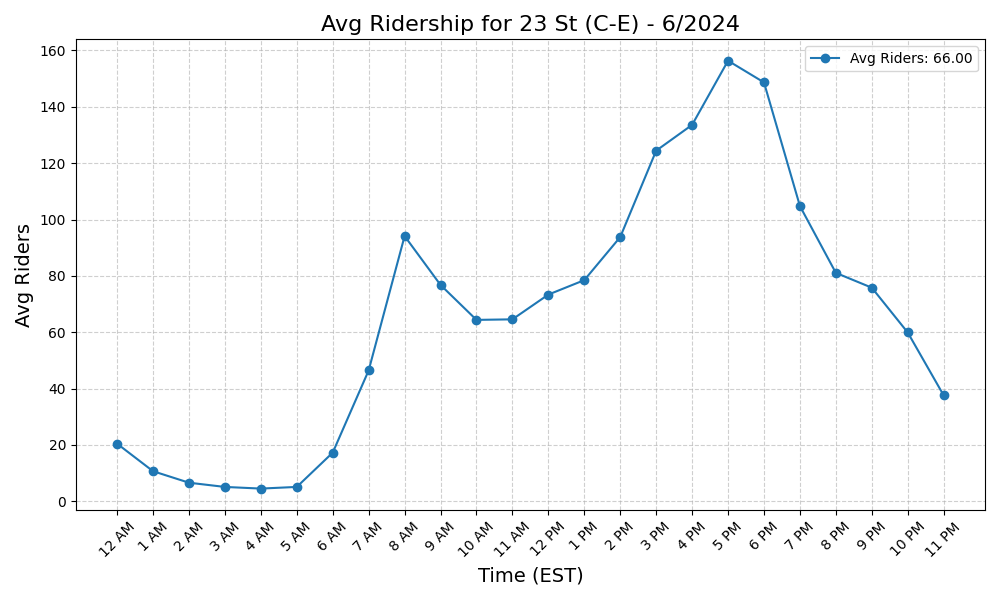 Avg Ridership for 23 St (C-E) - 6/2024
Avg Riders: 66.00
Avg Riders
160
140
120
100
80
60
40
20
0
12 AM
1 AM
2 AM
3 AM
4 AM
5 AM
6 AM
7 AM
8 AM
9 AM
10 AM
11 AM
12 PM
1 PM
2 PM
3 PM
4 PM
5 PM
6 PM
7 PM
8 PM
9 PM
10 PM
11 PM
Time (EST)